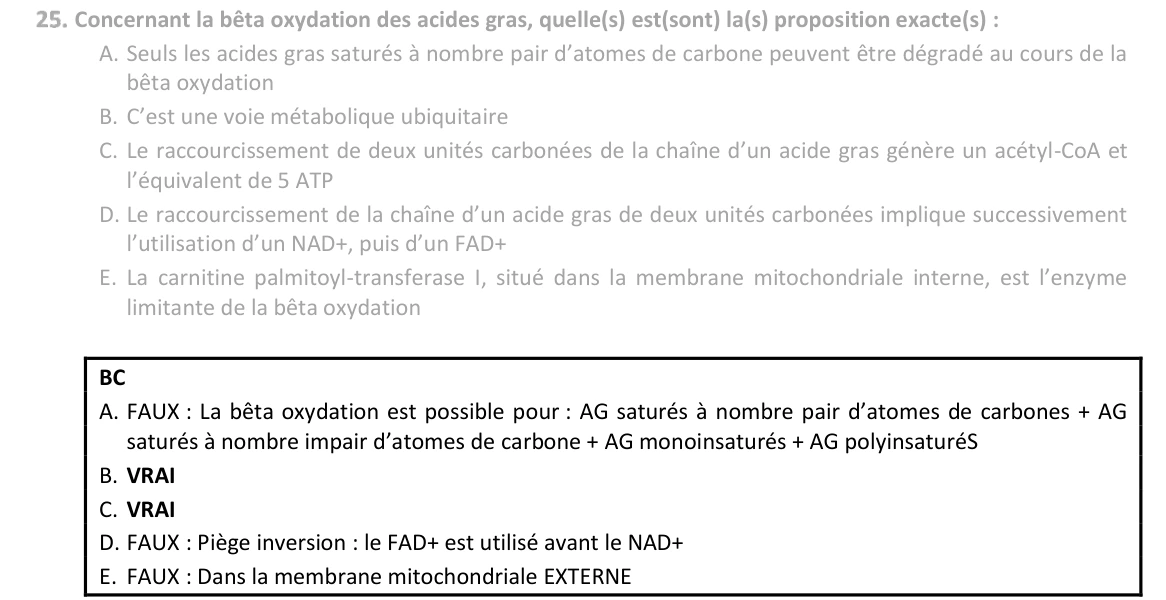 25. Concernant la bêta oxydation des acides gras, quelle(s) est(sont) la(s) proposition exacte(s) :
A. Seuls les acides gras saturés à nombre pair d’atomes de carbone peuvent être dégradé au cours de la
bêta oxydation
B. C’est une voie métabolique ubiquitaire
C. Le raccourcissement de deux unités carbonées de la chaîne d’un acide gras génère un acétyl-CoA et
l’équivalent de 5 ATP
D. Le raccourcissement de la chaîne d’un acide gras de deux unités carbonées implique successivement
l’utilisation d’un NAD+, puis d’un FAD+
E. La carnitine palmitoyl-transferase I, situé dans la membrane mitochondriale interne, est l’enzyme
limitante de la bêta oxydation
BC
A. FAUX : La bêta oxydation est possible pour : AG saturés à nombre pair d’atomes de carbones + AG
saturés à nombre impair d’atomes de carbone + AG monoinsaturés + AG polyinsaturéS
B. VRAI
C. VRAI
D. FAUX : Piège inversion : le FAD+ est utilisé avant le NAD+
E. FAUX : Dans la membrane mitochondriale EXTERNE